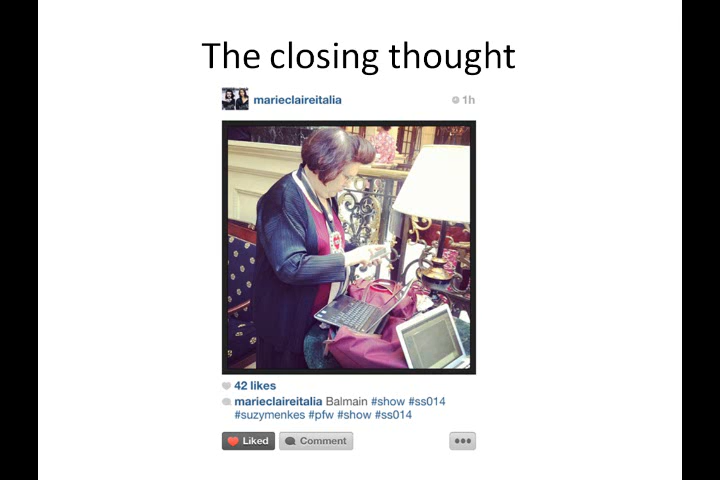 The closing thought
marieclaireitalia 1h
42 likes
marieclaireitalia Balmain #show #ss014
#suzymenkes #pfw #show #ss014
Liked Comment